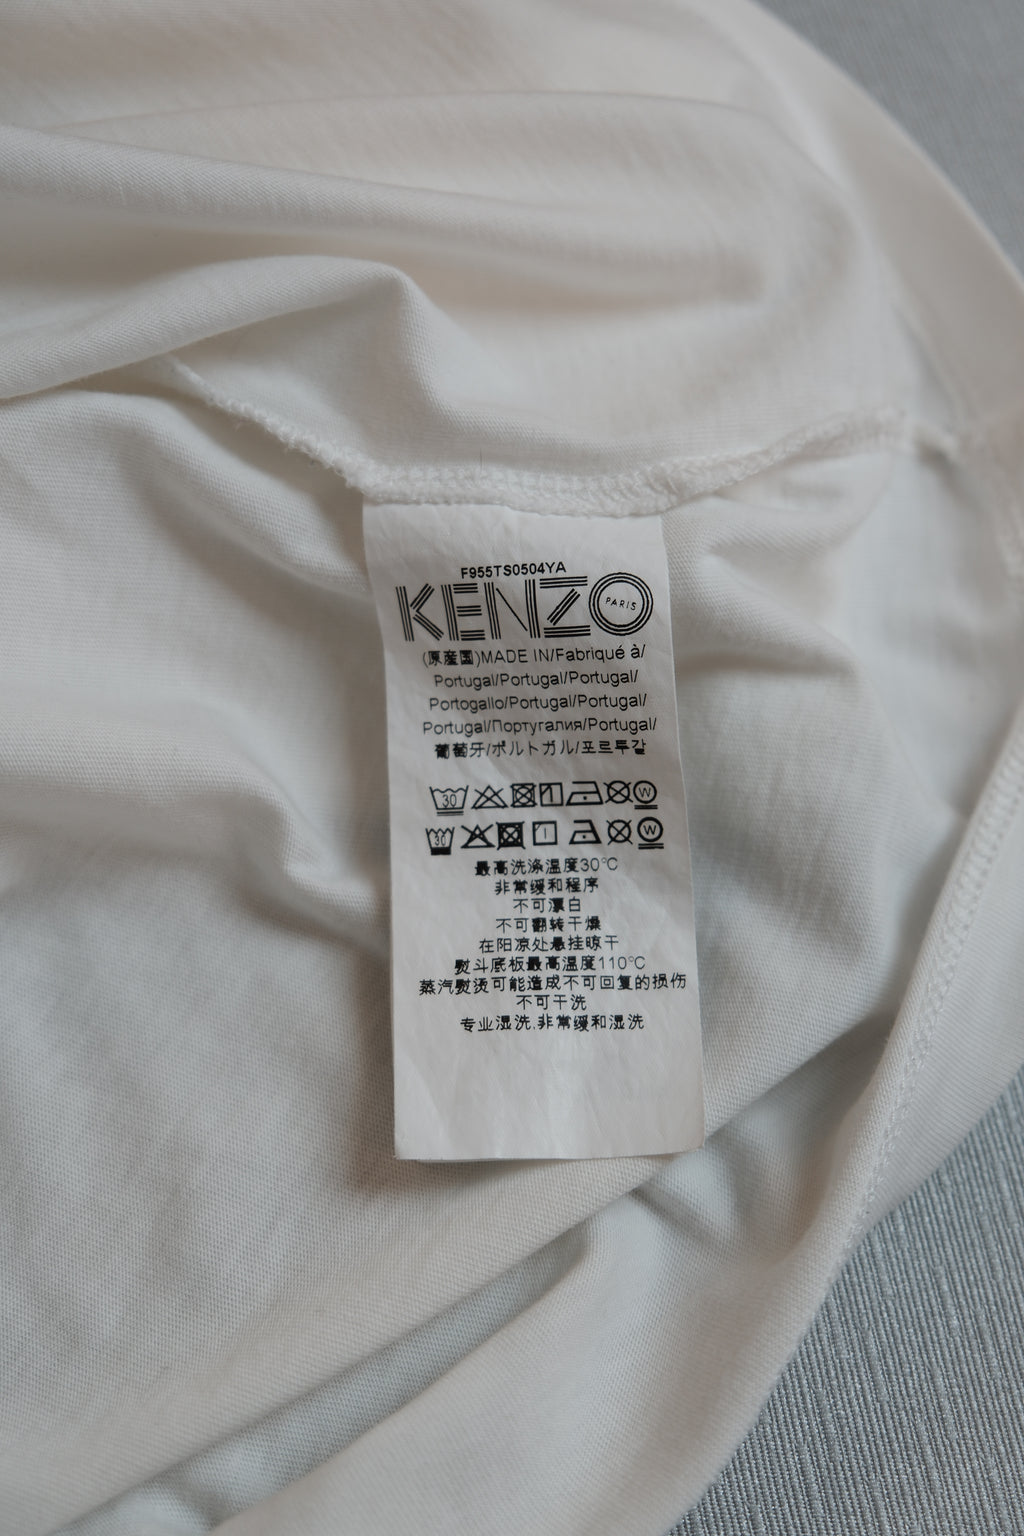 F955TS0504YA
KENZO
PARIS
(原産国)MADE IN/Fabriqué à/
Portugal/Portugal/Portugal/
Portogallo/Portugal/Portugal/
Portugal/Португалия/Portugal/
葡萄牙/ポルトガル/포르투갈
30 W
30 W
最高洗涤温度30°C
非常缓和程序
不可漂白
不可翻转干燥
在阳凉处悬挂晾干
熨斗底板最高温度110°C
蒸汽熨烫可能造成不可回复的损伤
不可干洗
专业湿洗,非常缓和湿洗